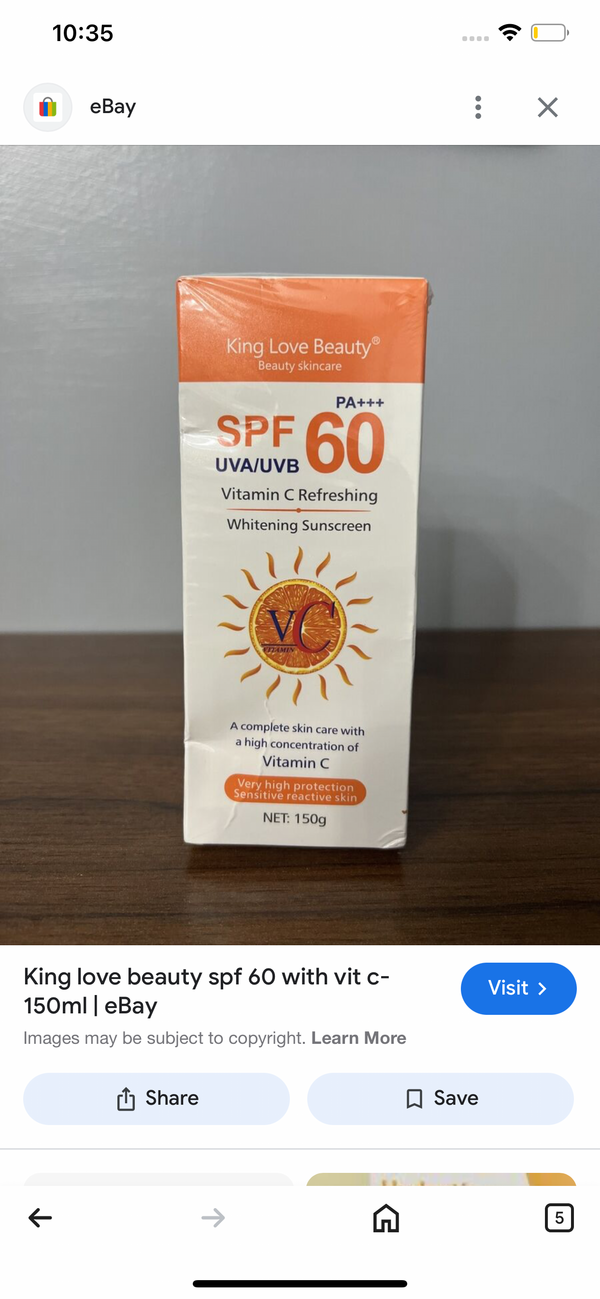 10:35
eBay
King Love Beauty®
Beauty skincare
PA+++
SPF 60
UVA/UVB
Vitamin C Refreshing
Whitening Sunscreen
VC
VITAMIN
A complete skin care with
a high concentration of
Vitamin C
Very high protection
Sensitive reactive skin
NET: 150g
King love beauty spf 60 with vit c-
150ml | eBay
Visit
Images may be subject to copyright. Learn More
Share
Save
5